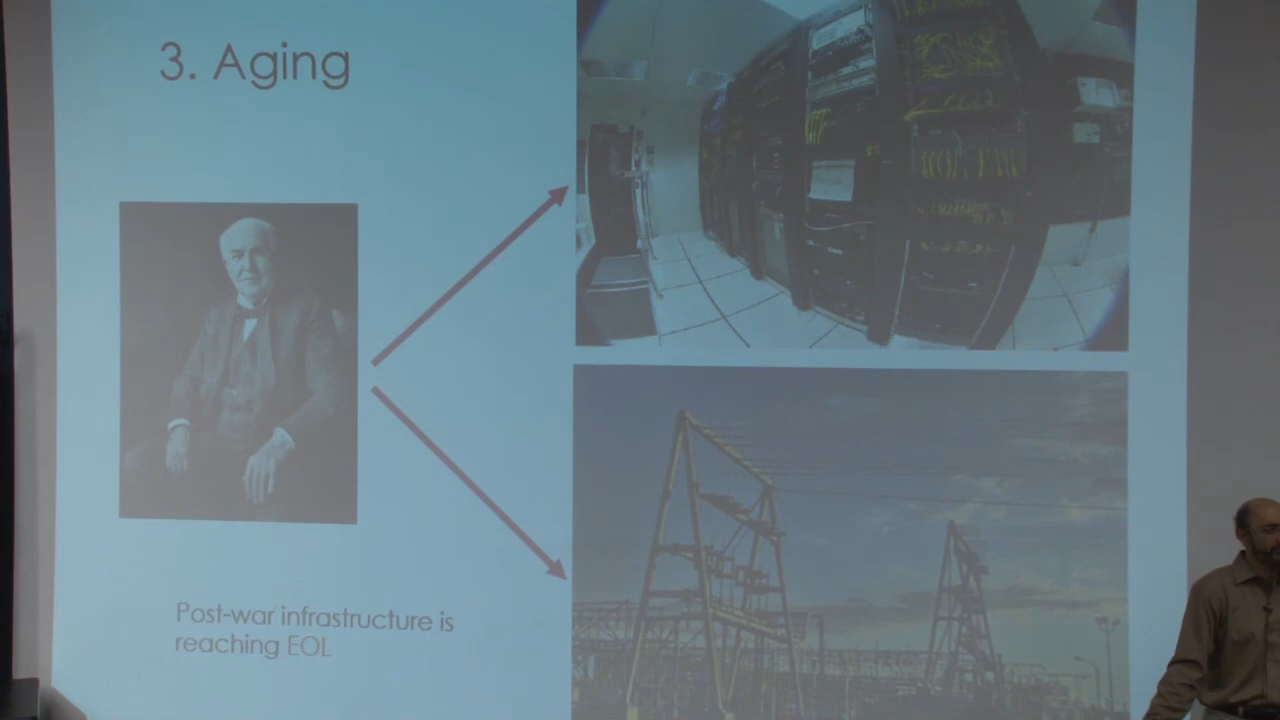 3. Aging
Post-war infrastructure is
reaching EOL